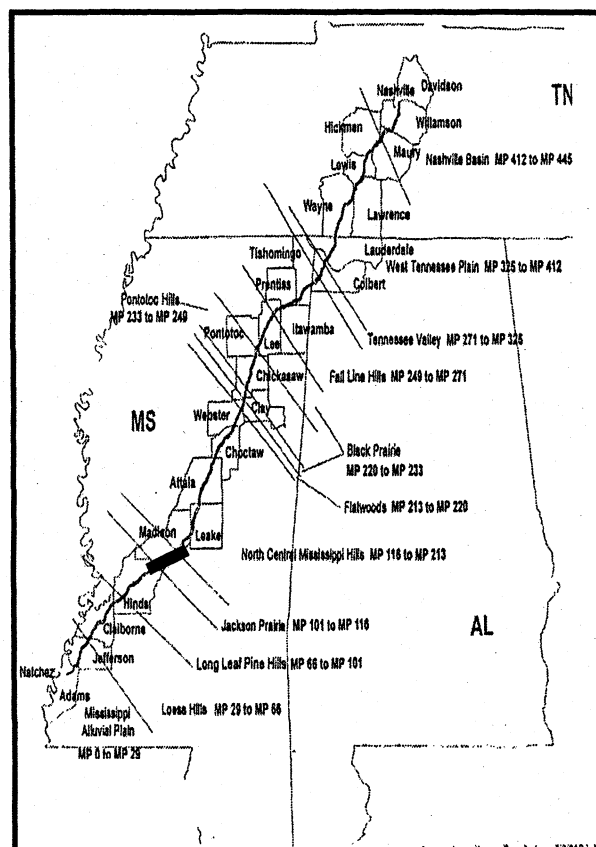 Davidson
Nashville
TN
Hickman
Williamson
Maury
Nashville Basin MP 412 to MP 445
Lewis
Wayne
Lawrence
Tishomingo
Lauderdale
West Tennessee Plain MP 325 to MP 412
Colbert
Prentiss
Pontotoc Hills
MP 233 to MP 249
Itawamba
Pontotoc
Lee
Tennessee Valley MP 271 to MP 325
Chickasaw
Fall Line Hills MP 249 to MP 271
MS
Webster
Clay
Choctaw
Black Prairie
MP 220 to MP 233
Attala
Flatwoods MP 213 to MP 220
Madison
Leake
North Central Mississippi Hills MP 116 to MP 213
Hinds
Jackson Prairie MP 101 to MP 116
AL
Claiborne
Jefferson
Long Leaf Pine Hills MP 66 to MP 101
Natchez
Adams
Loess Hills MP 29 to MP 66
Mississippi
Alluvial Plain
MP 0 to MP 29